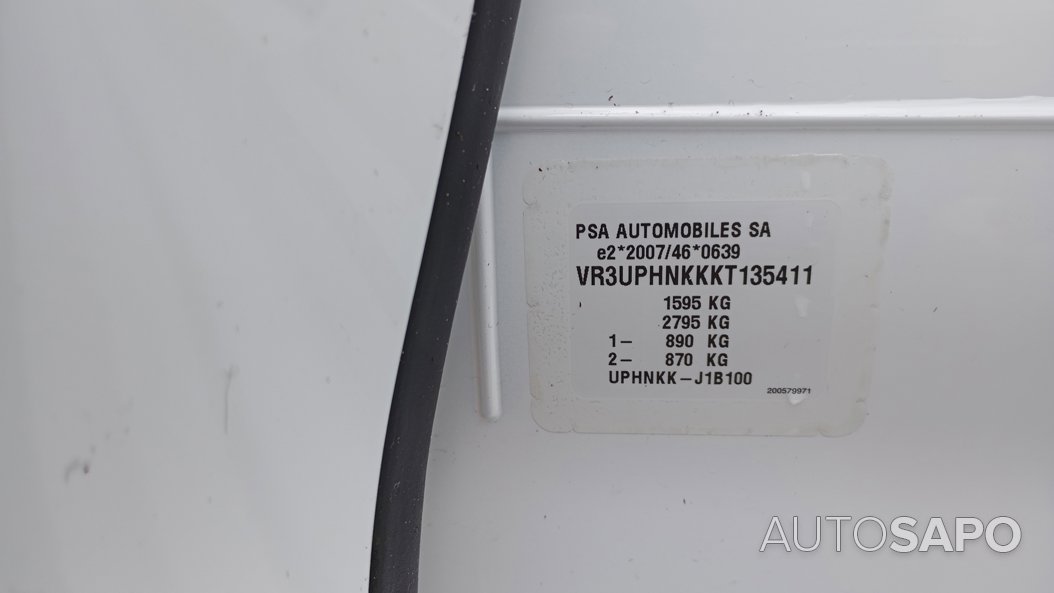 PSA AUTOMOBILES SA
e2*2007/46*0639
VR3UPHNKKKT135411
1595 KG
2795 KG
1– 890 KG
2– 870 KG
UPHNKK–J1B100
200579971
AUTOSAPO